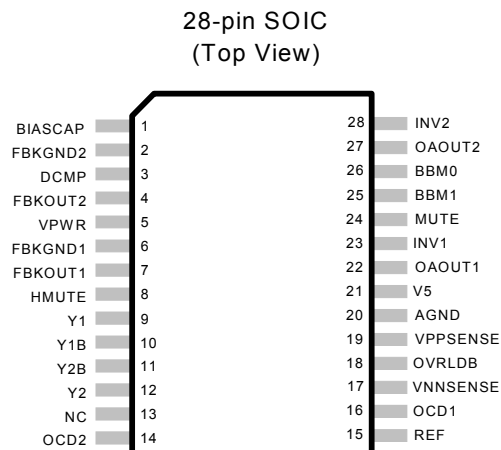 28-pin SOIC
(Top View)
BIASCAP 1 28 INV2
FBKGND2 2 27 OAOUT2
DCMP 3 26 BBM0
FBKOUT2 4 25 BBM1
VPWR 5 24 MUTE
FBKGND1 6 23 INV1
FBKOUT1 7 22 OAOUT1
HMUTE 8 21 V5
Y1 9 20 AGND
Y1B 10 19 VPPSENSE
Y2B 11 18 OVRLDB
Y2 12 17 VNNSENSE
NC 13 16 OCD1
OCD2 14 15 REF